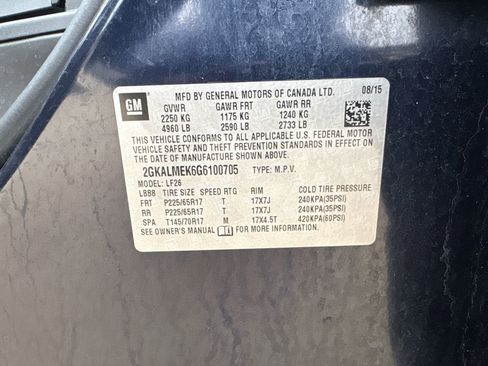 GM
MFD BY GENERAL MOTORS OF CANADA LTD. 08/15
GVWR GAWR FRT GAWR RR
2250 KG 1175 KG 1240 KG
4960 LB 2590 LB 2733 LB
THIS VEHICLE CONFORMS TO ALL APPLICABLE U.S. FEDERAL MOTOR
VEHICLE SAFETY AND THEFT PREVENTION STANDARDS IN EFFECT ON THE
DATE OF MANUFACTURE SHOWN ABOVE.
2GKALMEK6G6100705 TYPE: M.P.V.
MODEL: LF26
LBBB TIRE SIZE SPEED RTG RIM COLD TIRE PRESSURE
FRT P225/65R17 T 17X7J 240KPA(35PSI)
RR P225/65R17 T 17X7J 240KPA(35PSI)
SPA T145/70R17 M 17X4.5T 420KPA(60PSI)
SEE OWNER'S MANUAL FOR MORE INFORMATION.